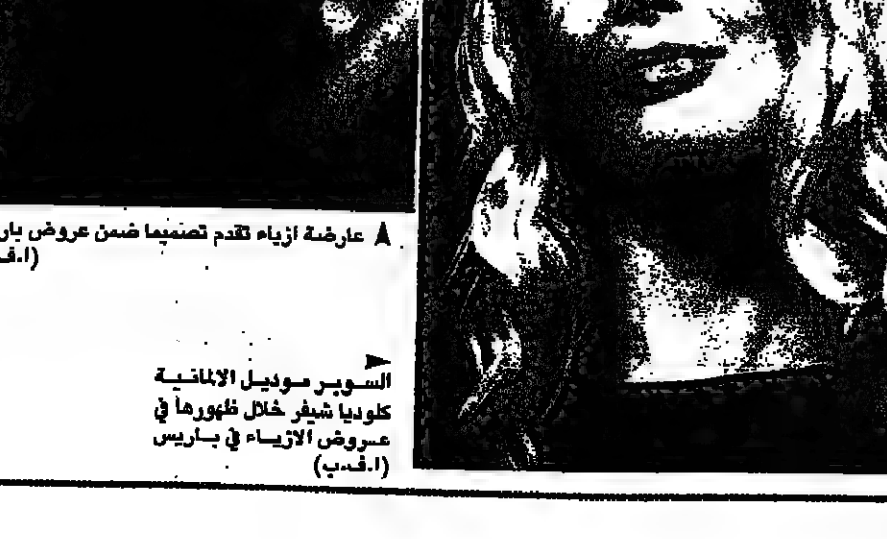 عارضة ازياء تقدم تصميما ضمن عروض
(ا.ف
السوبر موديل الالمانية
كلوديا شيفر خلال ظهورها في
عروض الازياء في باريس
(ا.ف.ب)